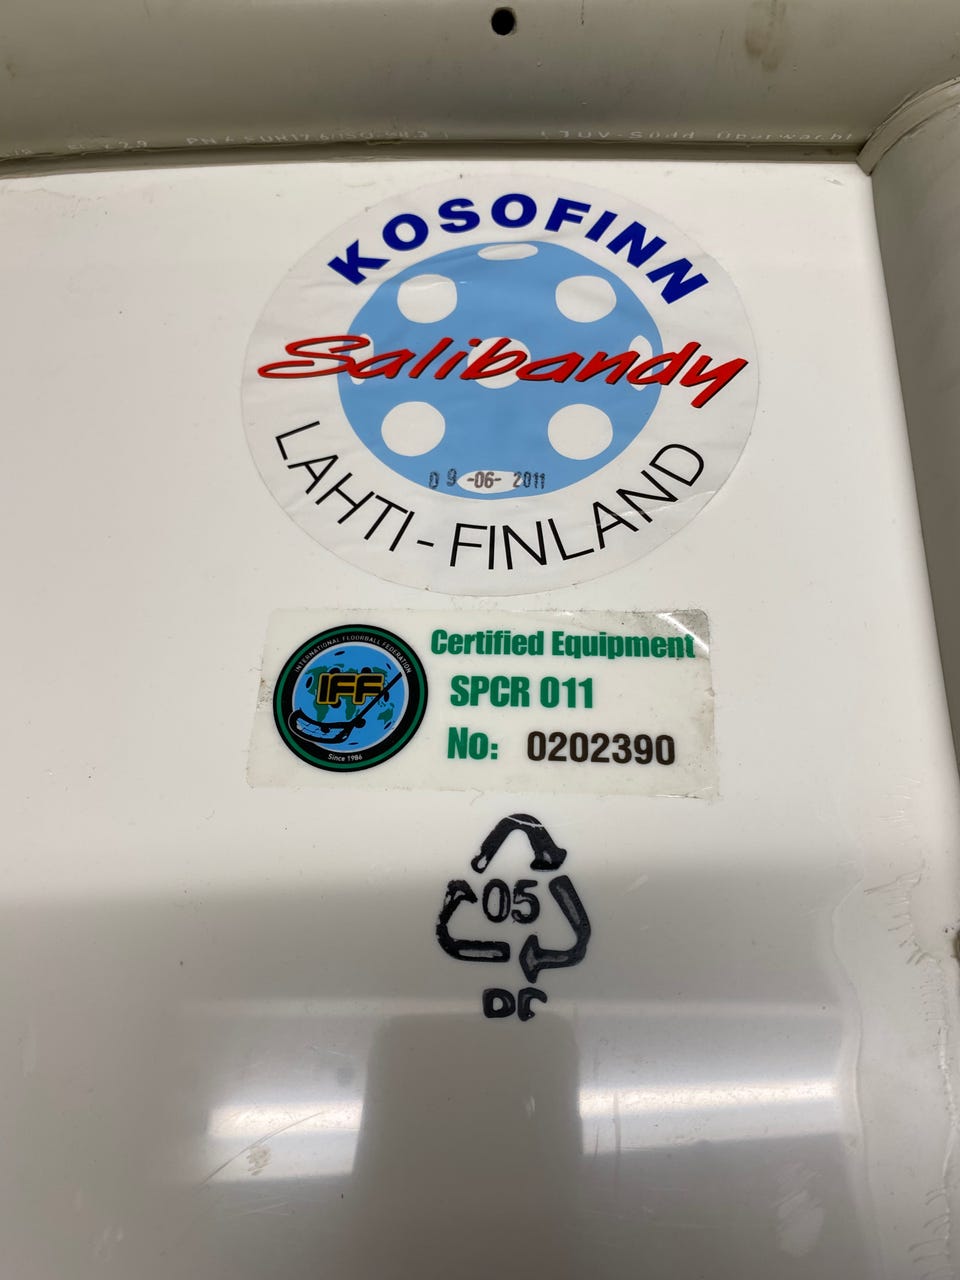 KOSOFINN
Salibandy
09-06-2011
LAHTI-FINLAND
INTERNATIONAL FLOORBALL FEDERATION
IFF
Since 1986
Certified Equipment
SPCR 011
No: 0202390
05